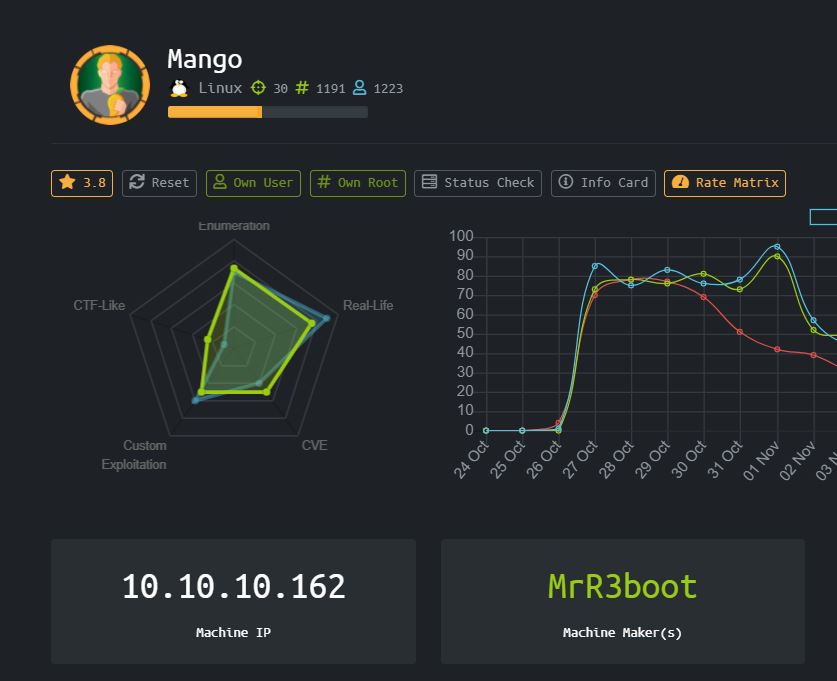 Mango
Linux 30 # 1191 1223
3.8 Reset Own User # Own Root Status Check Info Card Rate Matrix
Enumeration
CTF-Like
Real-Life
Custom
Exploitation
CVE
100
90
80
70
60
50
40
30
20
10
0
24 Oct
25 Oct
26 Oct
27 Oct
28 Oct
29 Oct
30 Oct
31 Oct
01 Nov
02 Nov
03 N
10.10.10.162
Machine IP
MrR3boot
Machine Maker(s)